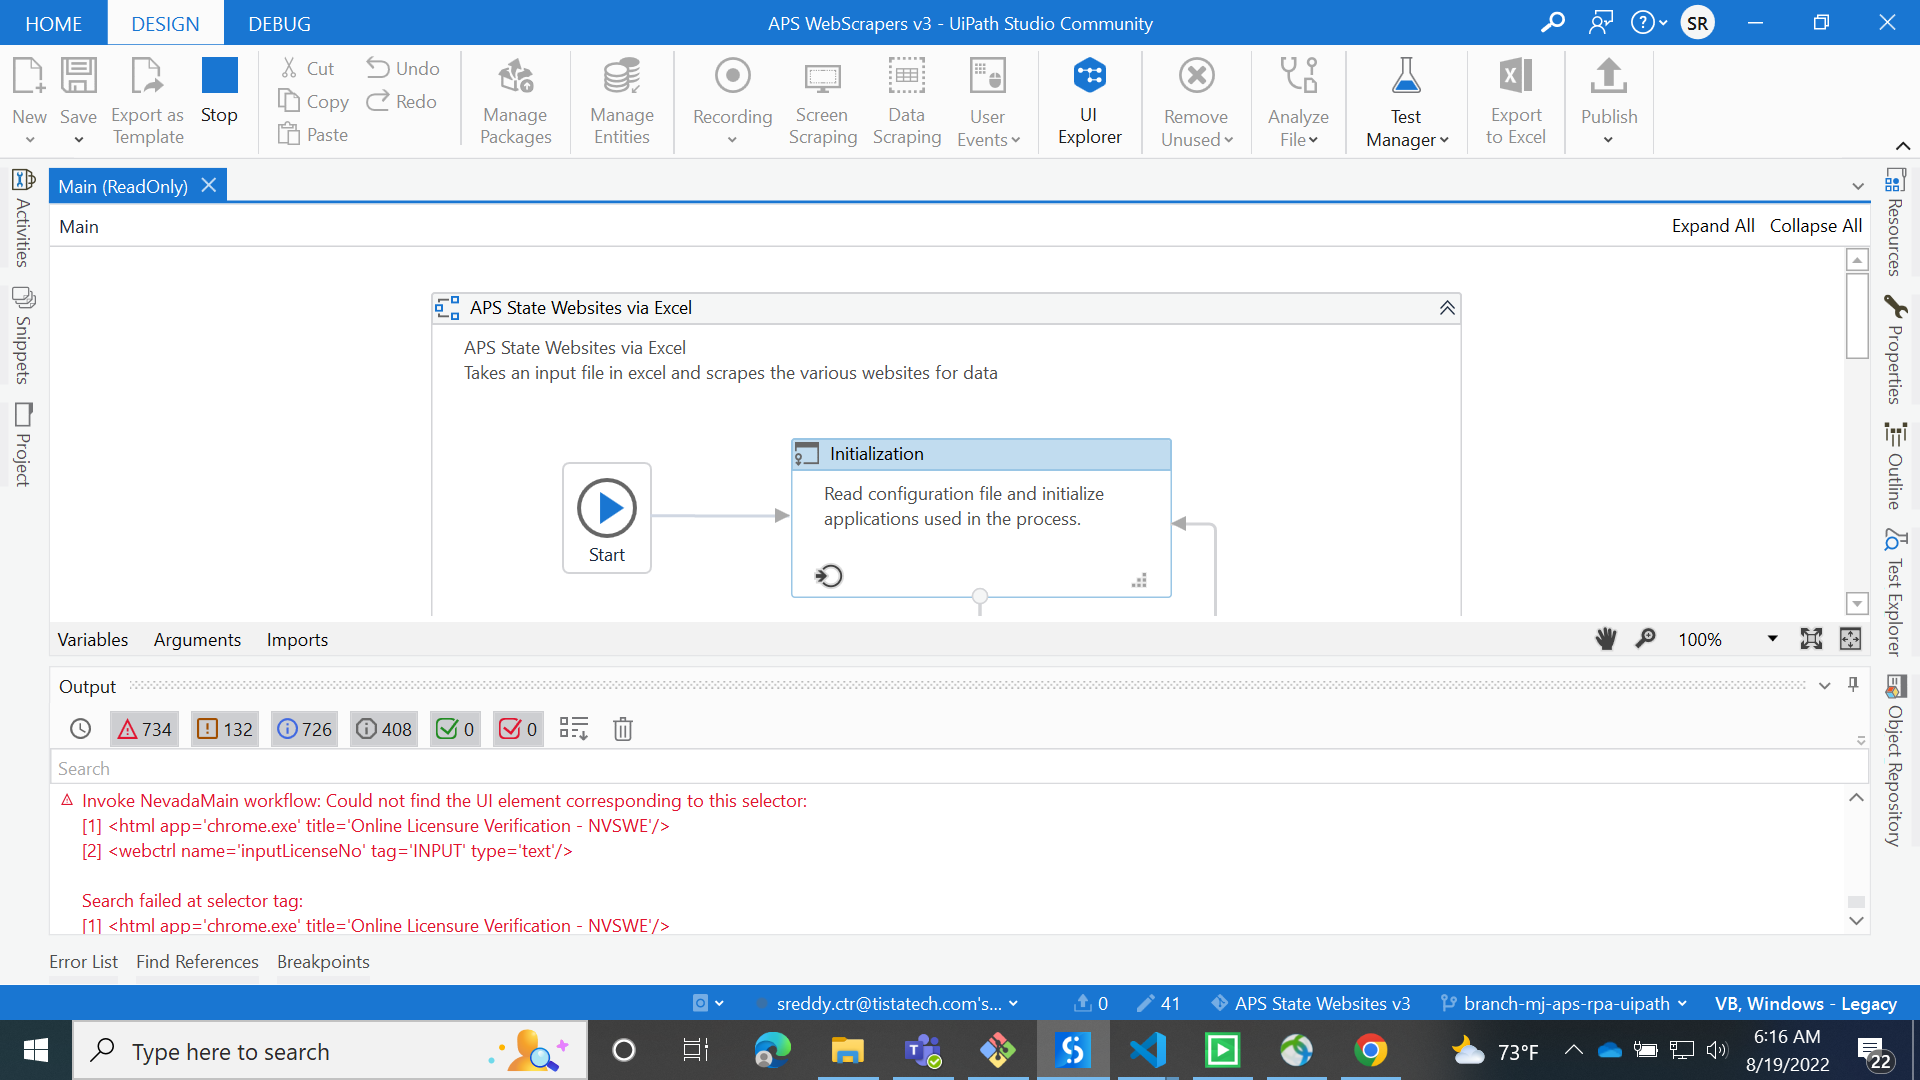 HOME
DESIGN
DEBUG
APS WebScrapers v3 - UiPath Studio Community
SR
New
Save
Export as Template
Stop
Cut
Copy
Paste
Undo
Redo
Manage Packages
Manage Entities
Recording
Screen Scraping
Data Scraping
User Events
UI Explorer
Remove Unused
Analyze File
Test Manager
Export to Excel
Publish
Main (ReadOnly)
Main
Expand All
Collapse All
Activities
Snippets
Project
Resources
Properties
Outline
Test Explorer
Object Repository
APS State Websites via Excel
APS State Websites via Excel
Takes an input file in excel and scrapes the various websites for data
Start
Initialization
Read configuration file and initialize
applications used in the process.
Variables
Arguments
Imports
100%
Output
734
132
726
408
0
0
Search
Invoke NevadaMain workflow: Could not find the UI element corresponding to this selector:
[1] <html app='chrome.exe' title='Online Licensure Verification - NVSWE'/>
[2] <webctrl name='inputLicenseNo' tag='INPUT' type='text'/>
Search failed at selector tag:
[1] <html app='chrome.exe' title='Online Licensure Verification - NVSWE'/>
Error List
Find References
Breakpoints
sreddy.ctr@tistatech.com's...
0
41
APS State Websites v3
branch-mj-aps-rpa-uipath
VB, Windows - Legacy
Type here to search
73°F
6:16 AM
8/19/2022
22